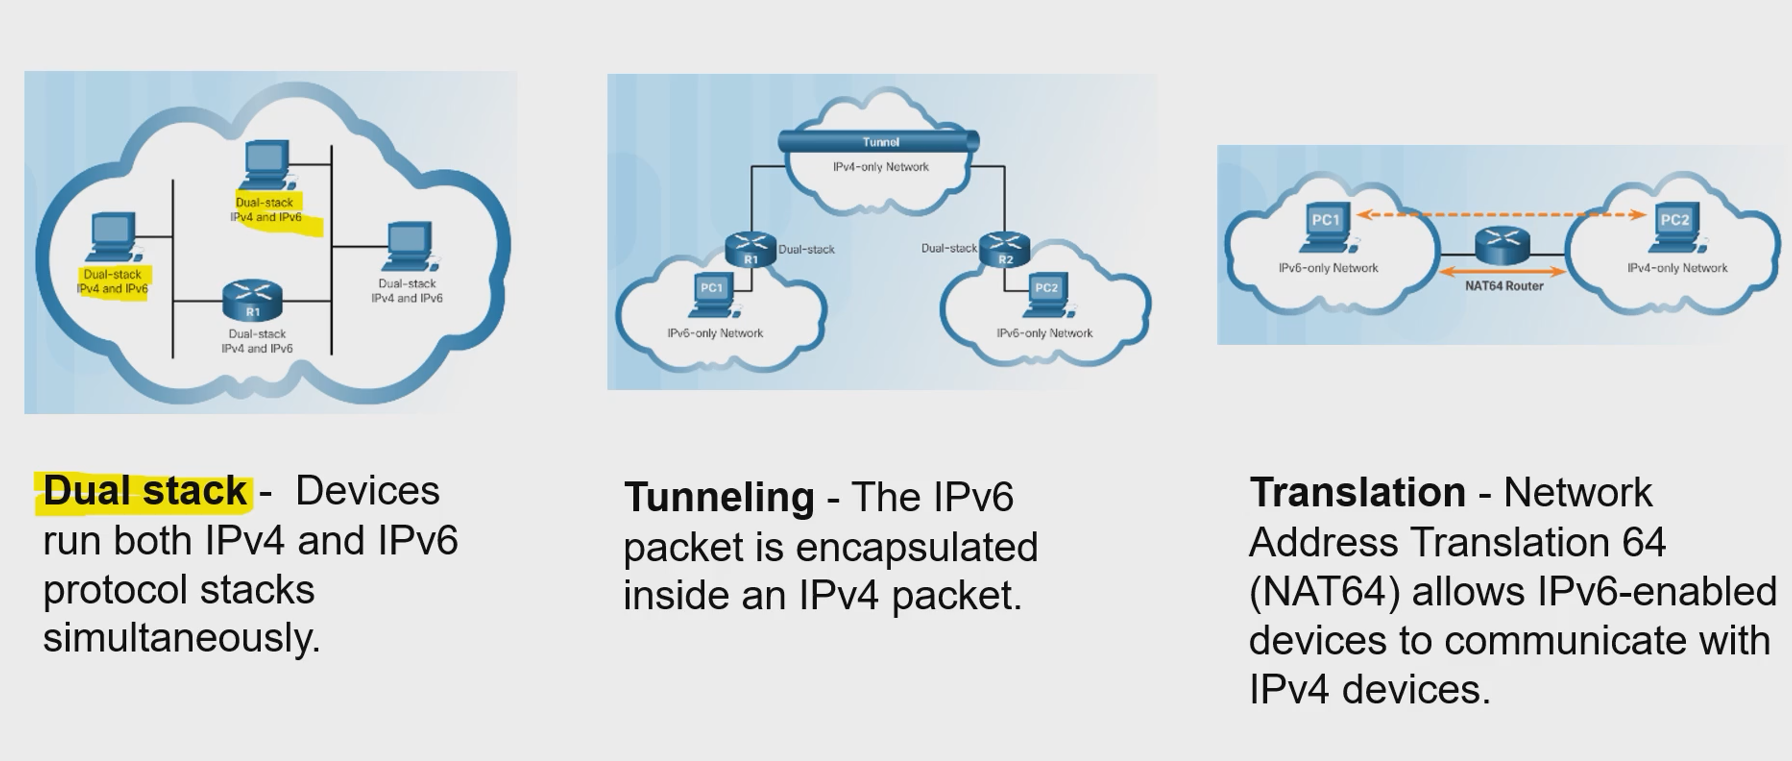 Dual-stack
IPv4 and IPv6
Dual-stack
IPv4 and IPv6
Dual-stack
IPv4 and IPv6
R1
Dual-stack
IPv4 and IPv6
Tunnel
IPv4-only Network
R1
Dual-stack
Dual-stack
R2
PC1
IPv6-only Network
PC2
IPv6-only Network
PC1
IPv6-only Network
NAT64 Router
PC2
IPv4-only Network
Dual stack - Devices
run both IPv4 and IPv6
protocol stacks
simultaneously.
Tunneling - The IPv6
packet is encapsulated
inside an IPv4 packet.
Translation - Network
Address Translation 64
(NAT64) allows IPv6-enabled
devices to communicate with
IPv4 devices.